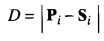 D = | P_i − S_i |